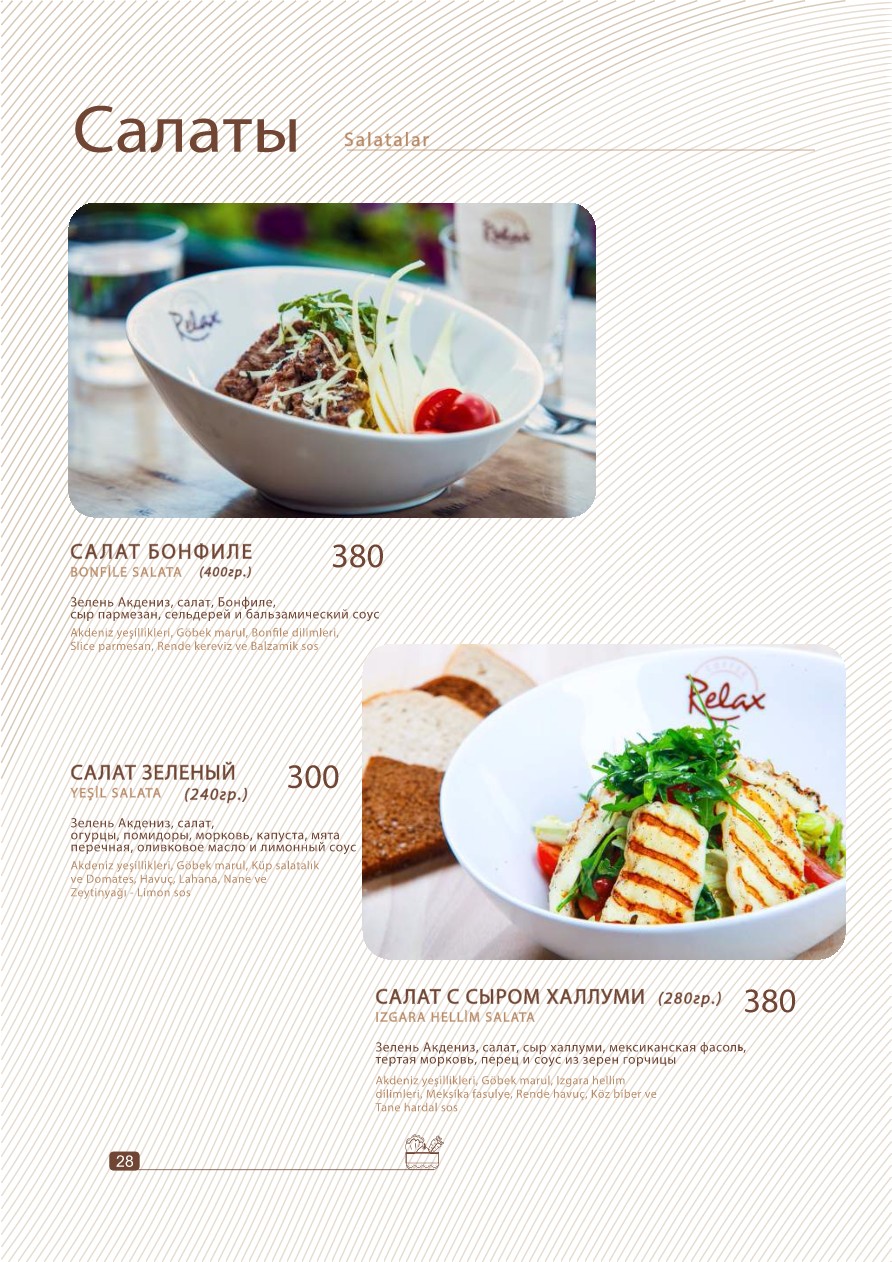 Салаты
Salatalar
Relax
Relax
САЛАТ БОНФИЛЕ
380
BONFİLE SALATA (400гр.)
Зелень Акдениз, салат, Бонфиле,
сыр пармезан, сельдерей и бальзамический соус
Akdeniz yeşillikleri, Göbek marul, Bonfile dilimleri,
Slice parmesan, Rende kereviz ve Balzamik sos
Relax
САЛАТ ЗЕЛЕНЫЙ
300
YEŞİL SALATA (240гр.)
Зелень Акдениз, салат,
огурцы, помидоры, морковь, капуста, мята
перечная, оливковое масло и лимонный соус
Akdeniz yeşillikleri, Göbek marul, Küp salatalık
ve Domates, Havuç, Lahana, Nane ve
Zeytinyağı - Limon sos
САЛАТ С СЫРОМ ХАЛЛУМИ (280гр.) 380
IZGARA HELLİM SALATA
Зелень Акдениз, салат, сыр халлуми, мексиканская фасоль,
тертая морковь, перец и соус из зерен горчицы
Akdeniz yeşillikleri, Göbek marul, Izgara hellim
dilimleri, Meksika fasulye, Rende havuç, Köz biber ve
Tane hardal sos
28